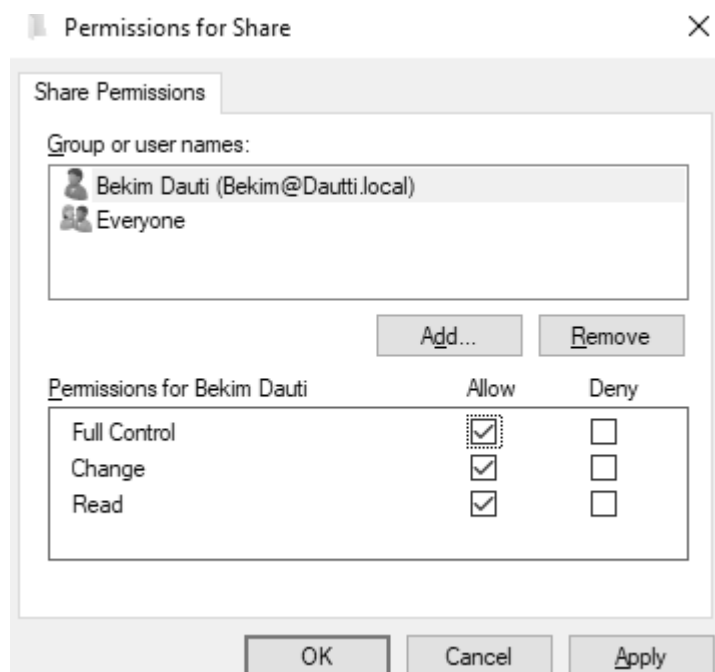 Permissions for Share
Share Permissions
Group or user names:
Bekim Dauti (Bekim@Dautti.local)
Everyone
Add... Remove
Permissions for Bekim Dauti Allow Deny
Full Control
Change
Read
OK Cancel Apply